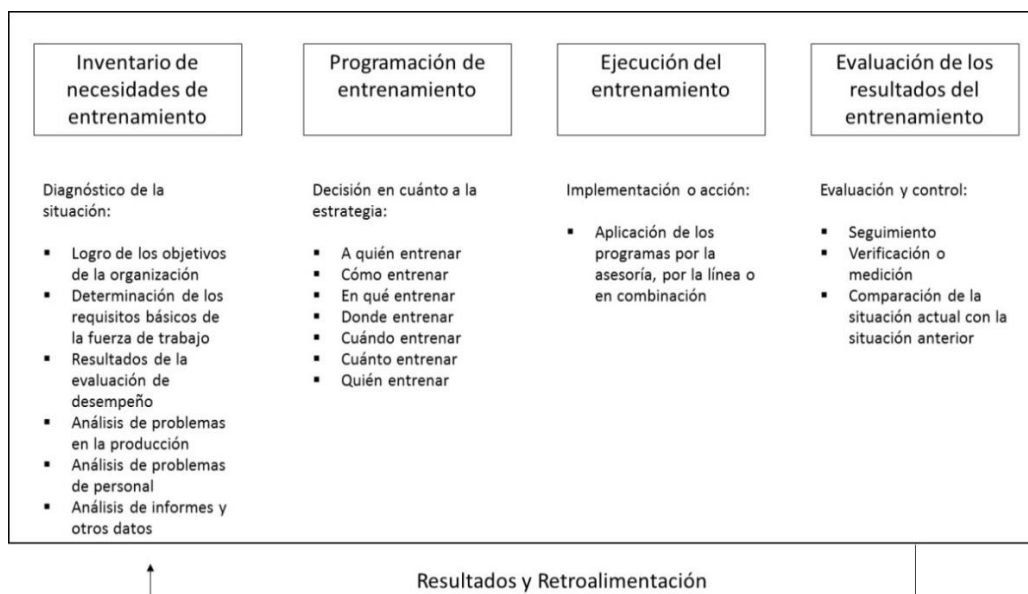 Inventario de
necesidades de
entrenamiento
Diagnóstico de la
situación:
▪ Logro de los objetivos
de la organización
▪ Determinación de los
requisitos básicos de
la fuerza de trabajo
▪ Resultados de la
evaluación de
desempeño
▪ Análisis de problemas
en la producción
▪ Análisis de problemas
de personal
▪ Análisis de informes y
otros datos
Programación de
entrenamiento
Decisión en cuánto a la
estrategia:
▪ A quién entrenar
▪ Cómo entrenar
▪ En qué entrenar
▪ Donde entrenar
▪ Cuándo entrenar
▪ Cuánto entrenar
▪ Quién entrenar
Ejecución del
entrenamiento
Implementación o acción:
▪ Aplicación de los
programas por la
asesoría, por la línea o
en combinación
Evaluación de los
resultados del
entrenamiento
Evaluación y control:
▪ Seguimiento
▪ Verificación o
medición
▪ Comparación de la
situación actual con la
situación anterior
Resultados y Retroalimentación